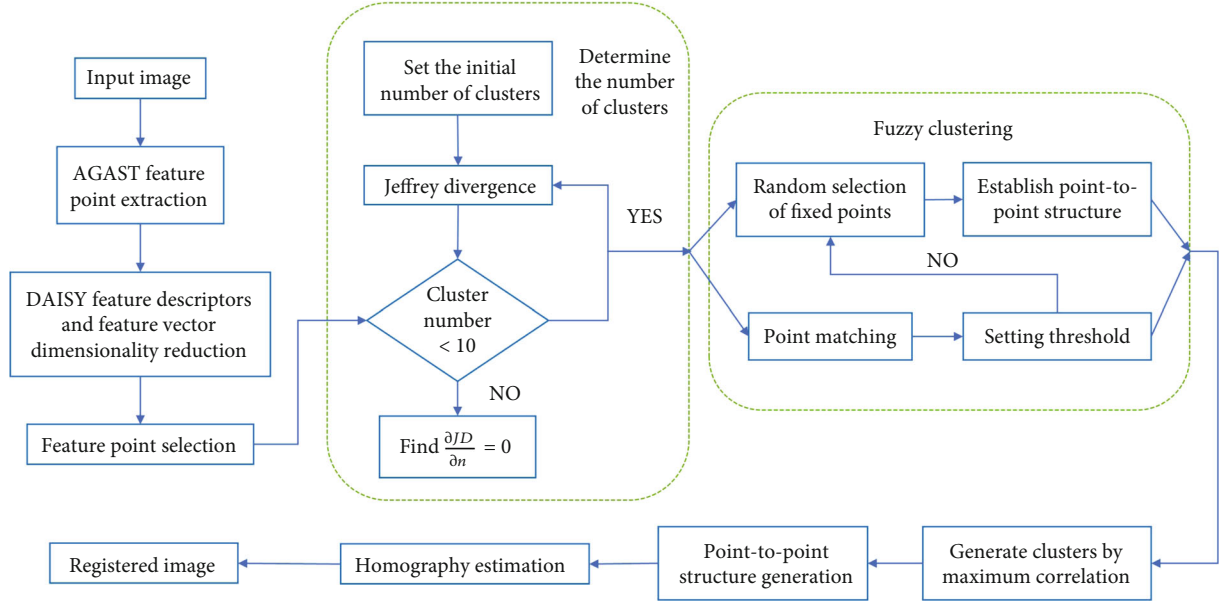 Input image
AGAST feature
point extraction
DAISY feature descriptors
and feature vector
dimensionality reduction
Feature point selection
Set the initial
number of clusters
Determine
the number
of clusters
Jeffrey divergence
Cluster
number
< 10
YES
NO
Find ∂JD/∂n = 0
Fuzzy clustering
Random selection
of fixed points
Establish point-to-
point structure
NO
Point matching
Setting threshold
Generate clusters by
maximum correlation
Point-to-point
structure generation
Homography estimation
Registered image